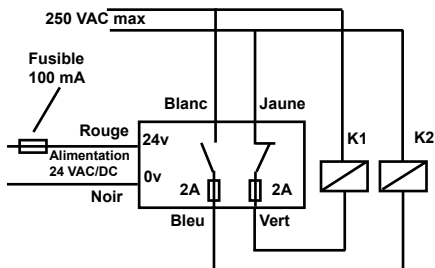 250 VAC max
Fusible
100 mA
Blanc
Jaune
Rouge
24v
K1
K2
Alimentation
24 VAC/DC
0v
2A
2A
Noir
Bleu
Vert